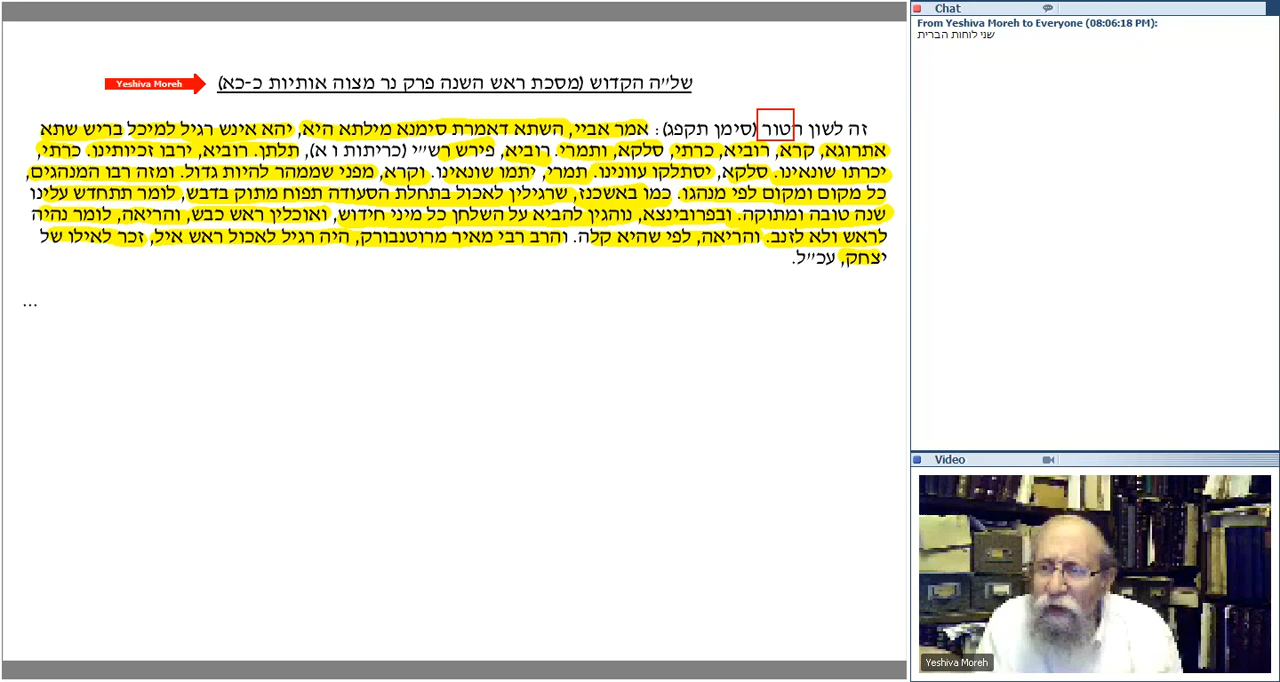 Yeshiva Moreh
של״ה הקדוש (מסכת ראש השנה פרק נר מצוה אותיות כ-כא)
זה לשון הטור (סימן תקפג): אמר אביי, השתא דאמרת סימנא מילתא היא, יהא אינש רגיל למיכל בריש שתא
אתרוגא, קרא, רוביא, כרתי, סלקא, ותמרי. רוביא, פירש רש״י (כריתות ו א), תלתן. רוביא, ירבו זכיותינו. כרתי,
יכרתו שונאינו. סלקא, יסתלקו עוונינו. תמרי, יתמו שונאינו. וקרא, מפני שממהר להיות גדול. ומזה רבו המנהגים,
כל מקום ומקום לפי מנהגו. כמו באשכנז, שרגילין לאכול בתחלת הסעודה תפוח מתוק בדבש, לומר תתחדש עלינו
שנה טובה ומתוקה. ובפרובינצא, נוהגין להביא על השלחן כל מיני חידוש, ואוכלין ראש כבש, והריאה, לומר נהיה
לראש ולא לזנב. והריאה, לפי שהיא קלה. והרב רבי מאיר מרוטנבורק, היה רגיל לאכול ראש איל, זכר לאילו של
יצחק, עכ״ל.
...
Chat
From Yeshiva Moreh to Everyone (08:06:18 PM):
שני לוחות הברית
Video
Yeshiva Moreh